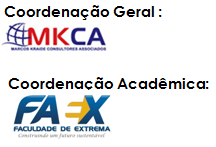 Coordenação Geral :
MKCA
MARCOS KRAIDE CONSULTORES ASSOCIADOS
Coordenação Acadêmica:
FAEX
FACULDADE DE EXTREMA
Construindo um futuro sustentável